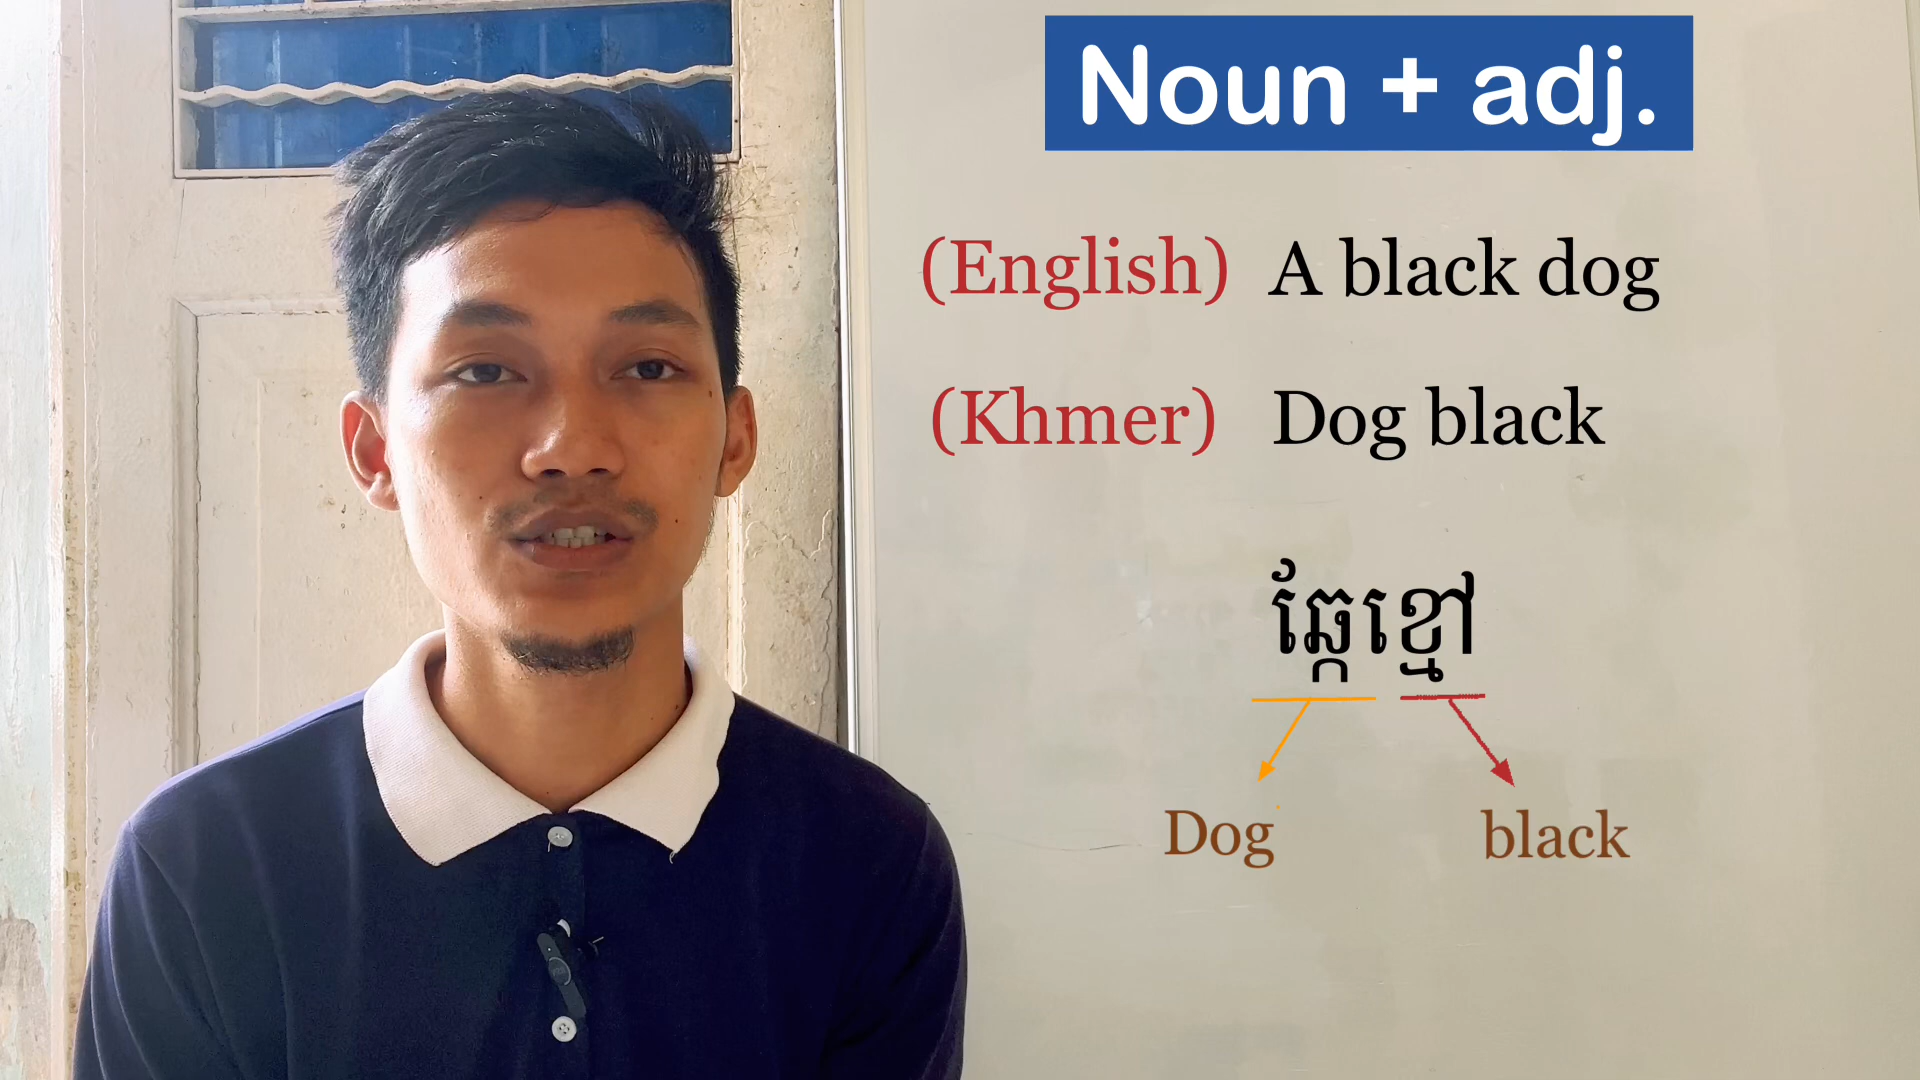 Noun + adj.
(English) A black dog
(Khmer) Dog black
ឆ្កែខ្មៅ
Dog black